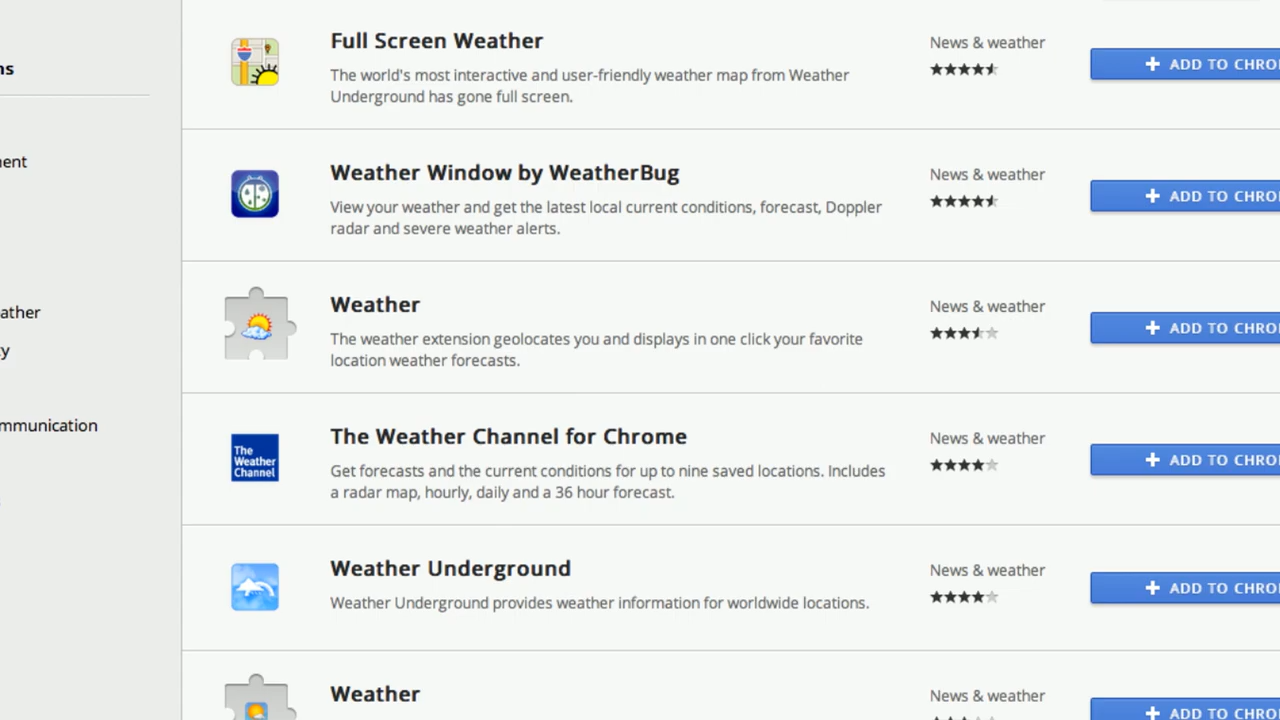 ns
nent
ather
y
mmunication
Full Screen Weather
The world's most interactive and user-friendly weather map from Weather
Underground has gone full screen.
News & weather
ADD TO CHRO
Weather Window by WeatherBug
View your weather and get the latest local current conditions, forecast, Doppler
radar and severe weather alerts.
News & weather
ADD TO CHRO
Weather
The weather extension geolocates you and displays in one click your favorite
location weather forecasts.
News & weather
ADD TO CHRO
The
Weather
Channel
The Weather Channel for Chrome
Get forecasts and the current conditions for up to nine saved locations. Includes
a radar map, hourly, daily and a 36 hour forecast.
News & weather
ADD TO CHRO
Weather Underground
Weather Underground provides weather information for worldwide locations.
News & weather
ADD TO CHRO
Weather
News & weather
ADD TO CHRO